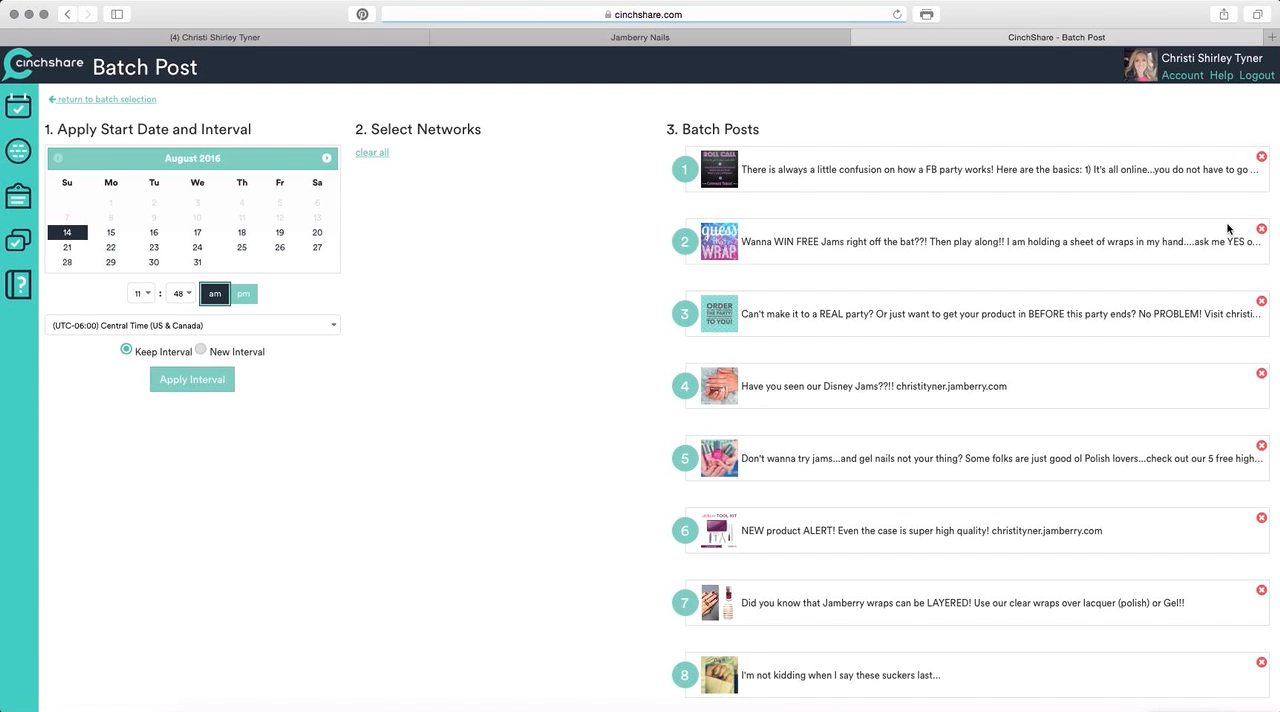 cinchshare.com
(4) Christi Shirley Tyner
Jamberry Nails
CinchShare - Batch Post
cinchshare
Batch Post
Christi Shirley Tyner
Account Help Logout
return to batch selection
1. Apply Start Date and Interval
August 2016
Su Mo Tu We Th Fr Sa
1 2 3 4 5 6
7 8 9 10 11 12 13
14 15 16 17 18 19 20
21 22 23 24 25 26 27
28 29 30 31
11 : 48 am pm
(UTC-06:00) Central Time (US & Canada)
Keep Interval New Interval
Apply Interval
2. Select Networks
clear all
3. Batch Posts
1
ROLL CALL
There is always a little confusion on how a FB party works! Here are the basics: 1) It's all online...you do not have to go ...
2
guess
WRAP
Wanna WIN FREE Jams right off the bat??! Then play along!! I am holding a sheet of wraps in my hand....ask me YES o...
3
ORDER
TO YOU!
Can't make it to a REAL party? Or just want to get your product in BEFORE this party ends? No PROBLEM! Visit christi...
4
Have you seen our Disney Jams??!! christityner.jamberry.com
5
Don't wanna try jams...and gel nails not your thing? Some folks are just good ol Polish lovers...check out our 5 free high...
6
TOOL KIT
NEW product ALERT! Even the case is super high quality! christityner.jamberry.com
7
Did you know that Jamberry wraps can be LAYERED! Use our clear wraps over lacquer (polish) or Gel!!
8
I'm not kidding when I say these suckers last...